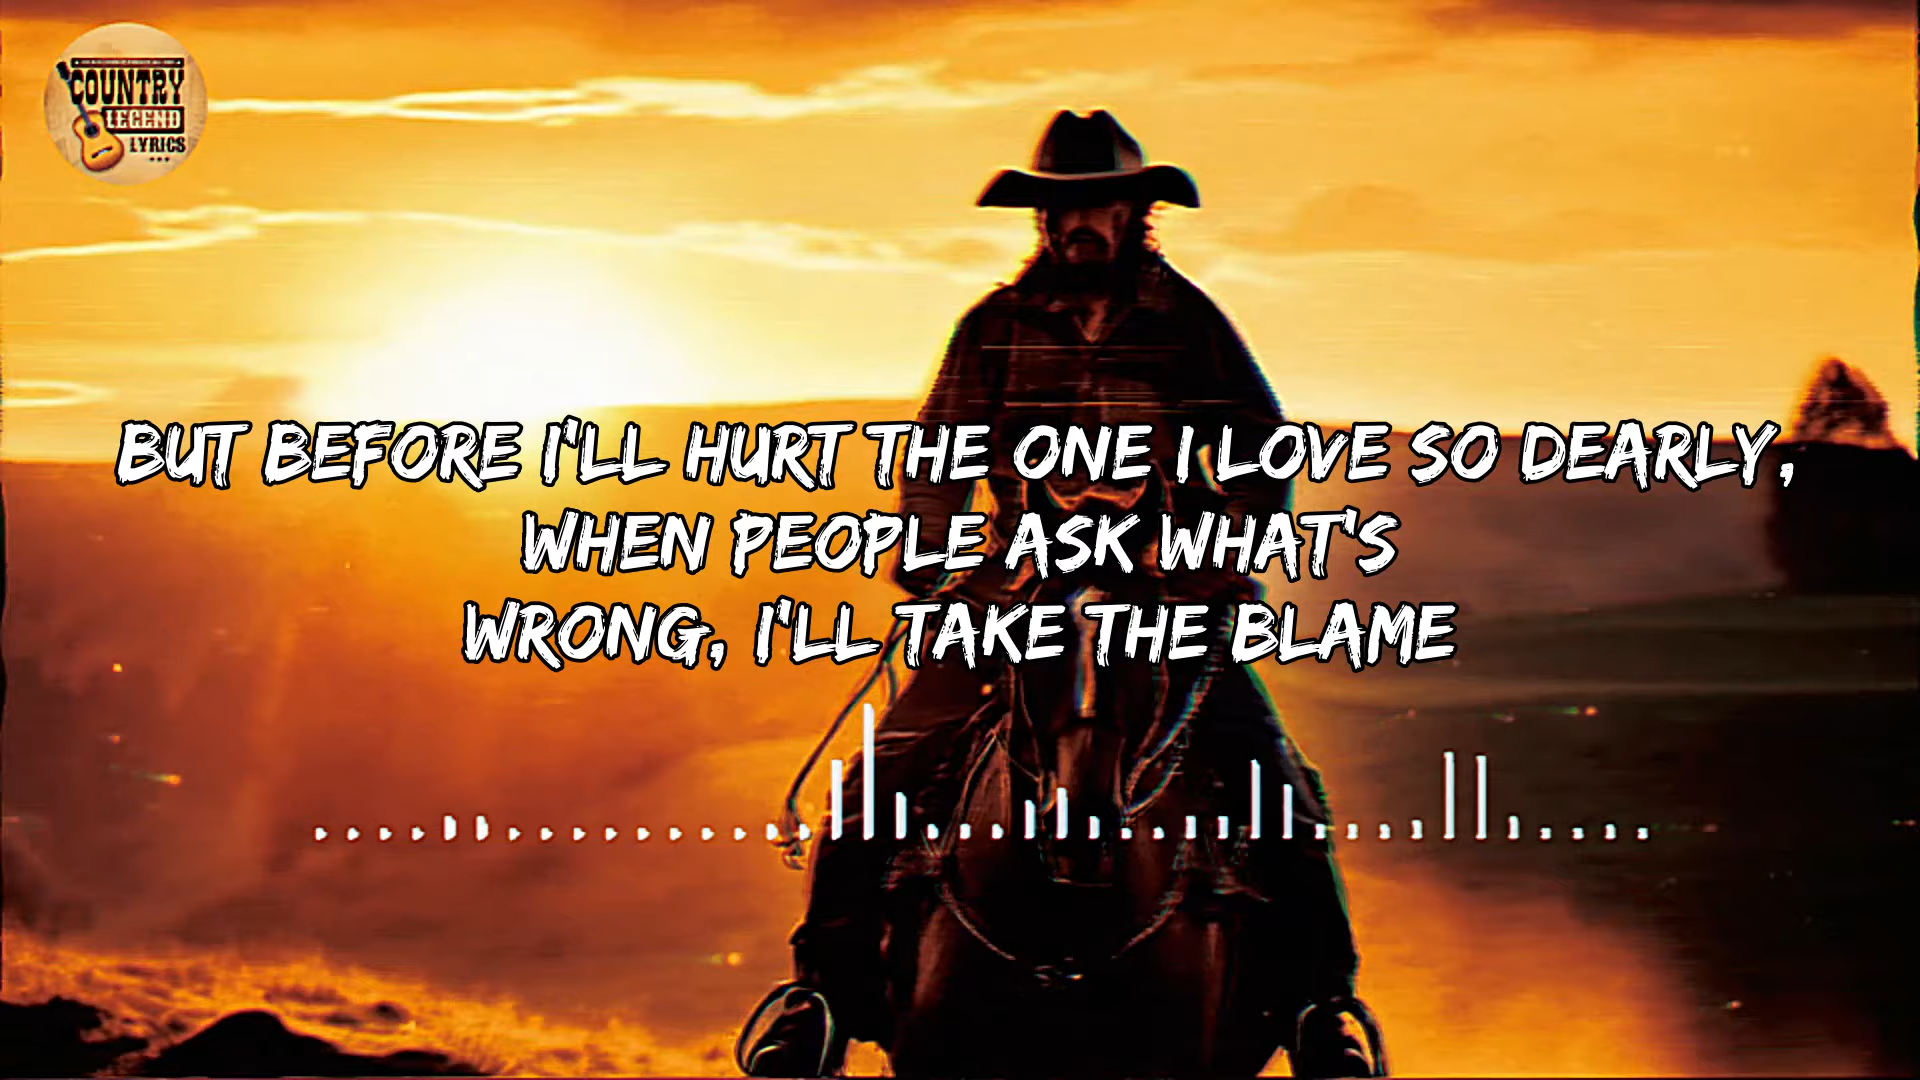 COUNTRY
LEGEND
LYRICS
BUT BEFORE I'LL HURT THE ONE I LOVE SO DEARLY,
WHEN PEOPLE ASK WHAT'S
WRONG, I'LL TAKE THE BLAME